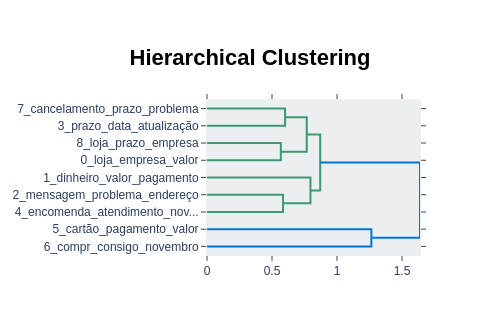 Hierarchical Clustering
7_cancelamento_prazo_problema
3_prazo_data_atualização
8_loja_prazo_empresa
0_loja_empresa_valor
1_dinheiro_valor_pagamento
2_mensagem_problema_endereço
4_encomenda_atendimento_nov...
5_cartão_pagamento_valor
6_compr_consigo_novembro
0 0.5 1 1.5